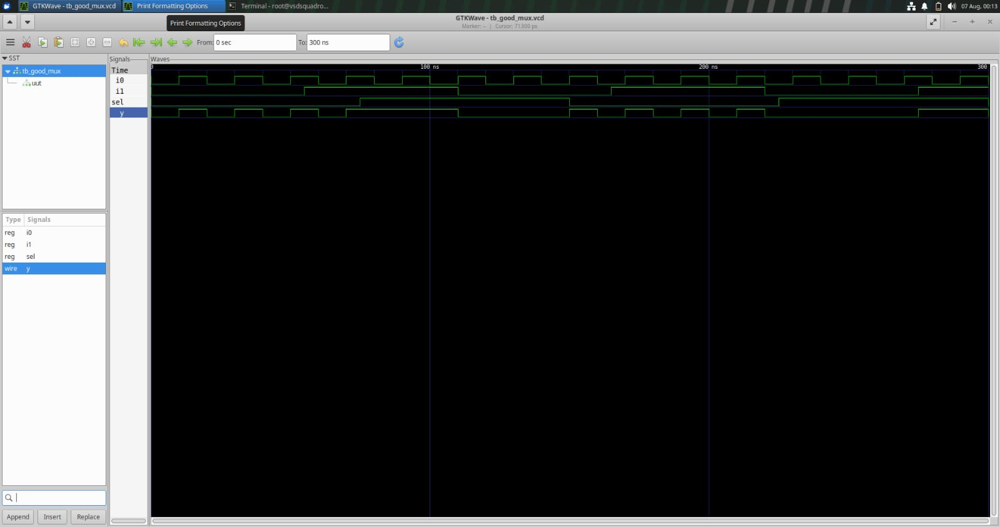 GTKWave - tb_good_mux.vcd
Print Formatting Options
Terminal - root@vsdsquadro...
07 Aug, 00:13
Print Formatting Options
GTKWave - tb_good_mux.vcd
Marker: -- | Cursor: 71300 ps
From: 0 sec
To: 300 ns
SST
tb_good_mux
uut
Type Signals
reg i0
reg i1
reg sel
wire y
Append Insert Replace
Signals
Time
i0
i1
sel
y
Waves
0 100 ns 200 ns 300